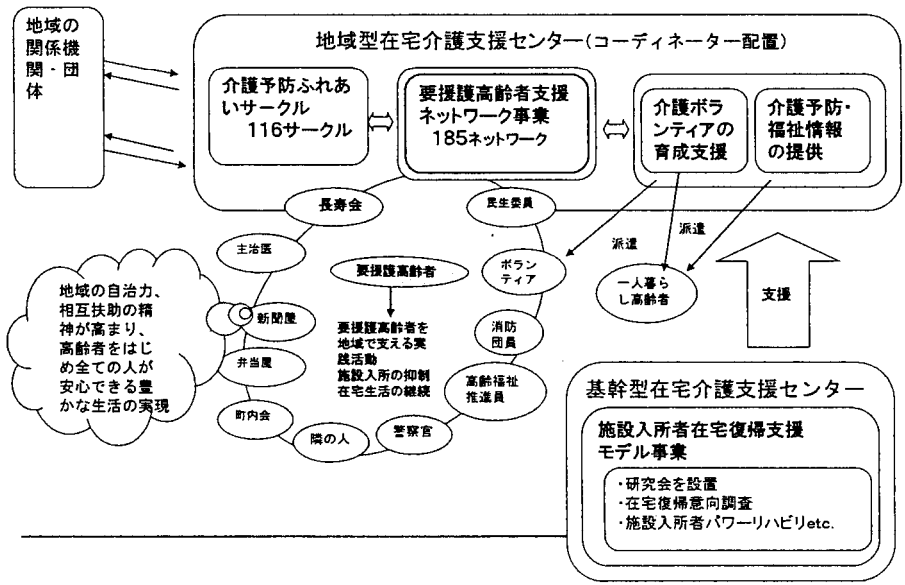 地域の
関係機
関・団
体
地域型在宅介護支援センター(コーディネーター配置)
介護予防ふれあ
いサークル
116サークル
要援護高齢者支援
ネットワーク事業
185ネットワーク
介護ボラ
ンティアの
育成支援
介護予防・
福祉情報
の提供
長寿会
民生委員
主治医
要援護高齢者
ボラン
ティア
派遣
派遣
一人暮ら
し高齢者
支援
地域の自治力、
相互扶助の精
神が高まり、
高齢者をはじ
め全ての人が
安心できる豊
かな生活の実現
新聞屋
要援護高齢者を
地域で支える実
践活動
施設入所の抑制
在宅生活の継続
消防
団員
弁当屋
高齢福祉
推進員
町内会
隣の人
警察官
基幹型在宅介護支援センター
施設入所者在宅復帰支援
モデル事業
・研究会を設置
・在宅復帰意向調査
・施設入所者パワーリハビリetc.